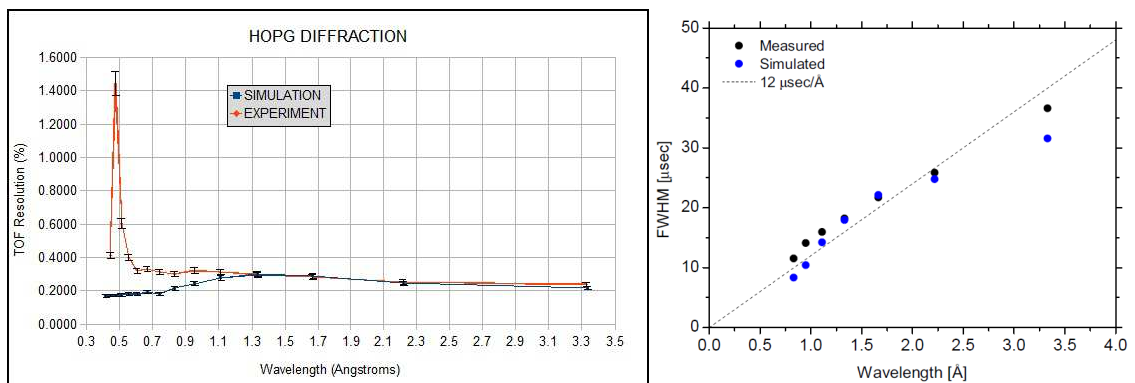 HOPG DIFFRACTION
1.6000
1.4000
1.2000
1.0000
0.8000
0.6000
0.4000
0.2000
0.0000
TOF Resolution (%)
SIMULATION
EXPERIMENT
0.3 0.5 0.7 0.9 1.1 1.3 1.5 1.7 1.9 2.1 2.3 2.5 2.7 2.9 3.1 3.3 3.5
Wavelength (Angstroms)
50
40
30
20
10
0
FWHM [µsec]
Measured
Simulated
12 µsec/Å
0.0 0.5 1.0 1.5 2.0 2.5 3.0 3.5 4.0
Wavelength [Å]